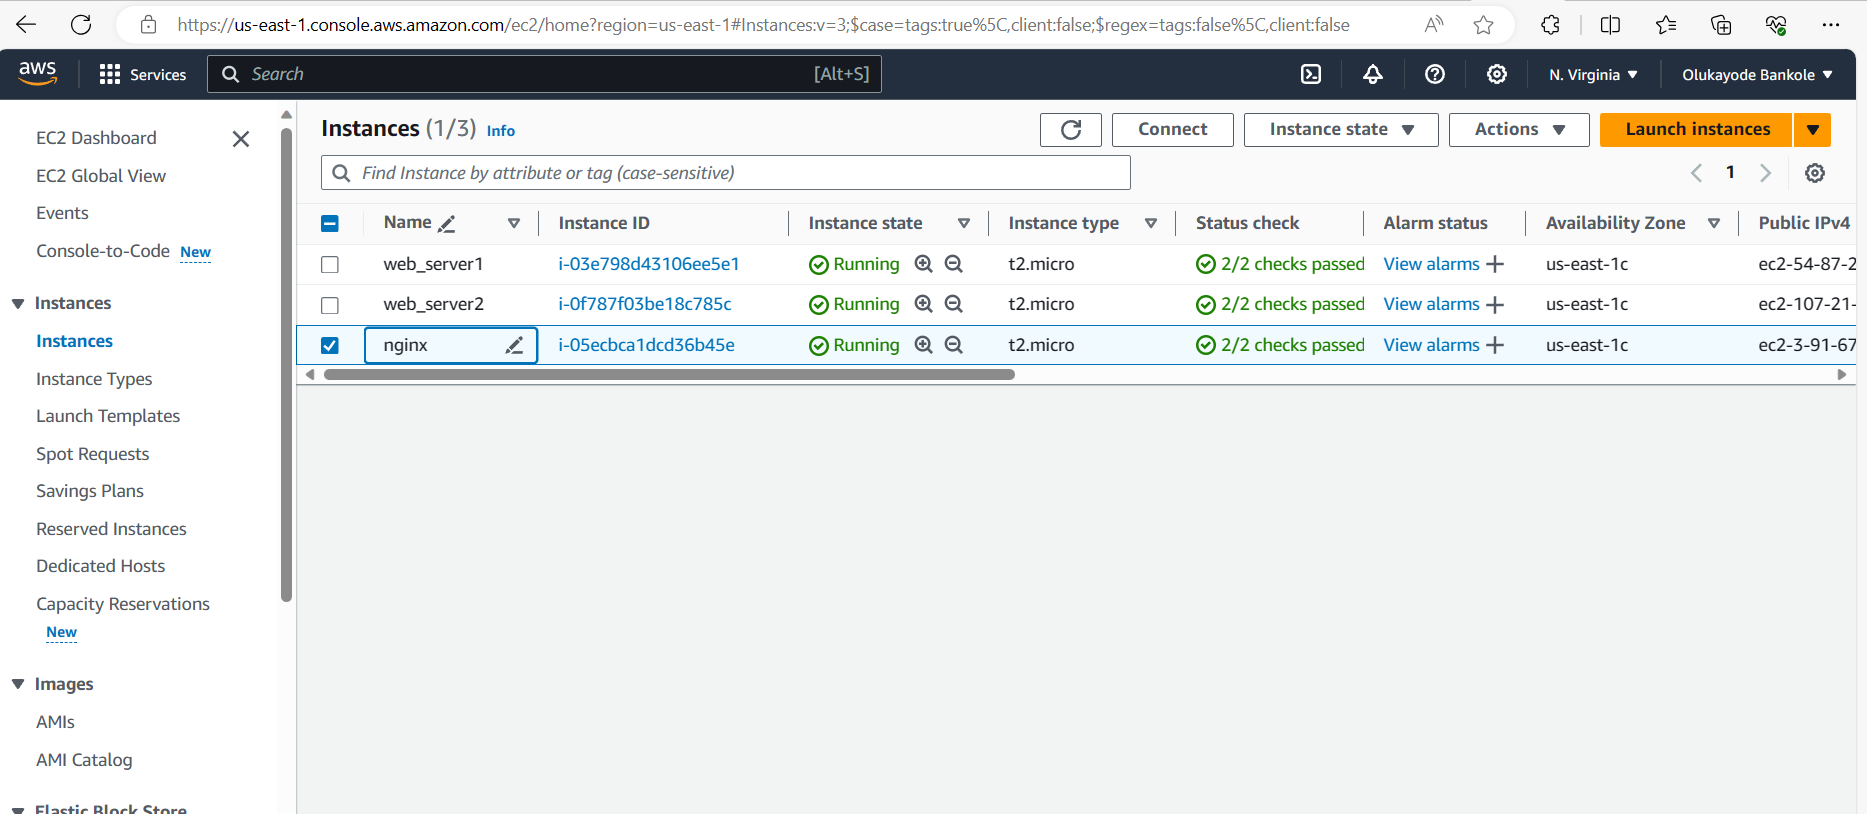 https://us-east-1.console.aws.amazon.com/ec2/home?region=us-east-1#Instances:v=3;$case=tags:true%5C,client:false;$regex=tags:false%5C,client:false
aws Services Search [Alt+S] N. Virginia Olukayode Bankole
EC2 Dashboard
EC2 Global View
Events
Console-to-Code New
Instances
Instances
Instance Types
Launch Templates
Spot Requests
Savings Plans
Reserved Instances
Dedicated Hosts
Capacity Reservations
New
Images
AMIs
AMI Catalog
Elastic Block Store
Instances (1/3) Info Connect Instance state Actions Launch instances
Find Instance by attribute or tag (case-sensitive) 1
Name Instance ID Instance state Instance type Status check Alarm status Availability Zone Public IPv4
web_server1 i-03e798d43106ee5e1 Running t2.micro 2/2 checks passed View alarms + us-east-1c ec2-54-87-2
web_server2 i-0f787f03be18c785c Running t2.micro 2/2 checks passed View alarms + us-east-1c ec2-107-21-
nginx i-05ecbca1dcd36b45e Running t2.micro 2/2 checks passed View alarms + us-east-1c ec2-3-91-67